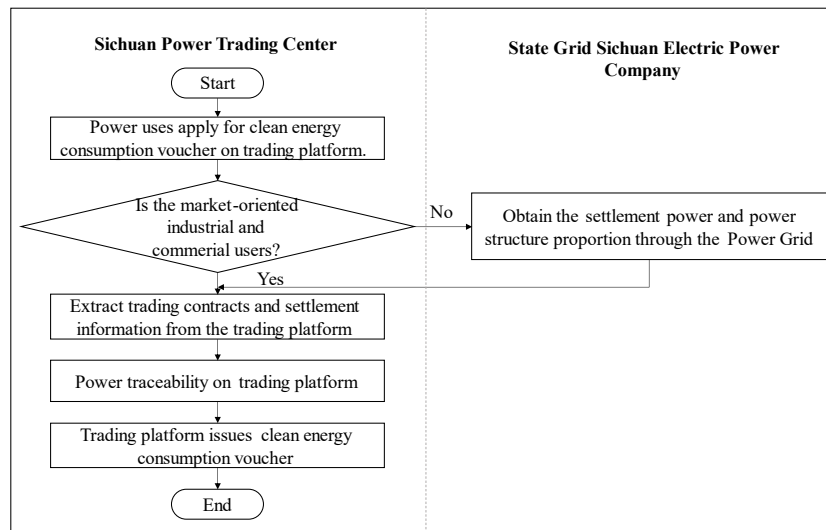 Sichuan Power Trading Center
State Grid Sichuan Electric Power
Company
Start
Power uses apply for clean energy
consumption voucher on trading platform.
Is the market-oriented
industrial and
commerial users?
No
Obtain the settlement power and power
structure proportion through the Power Grid
Yes
Extract trading contracts and settlement
information from the trading platform
Power traceability on trading platform
Trading platform issues clean energy
consumption voucher
End